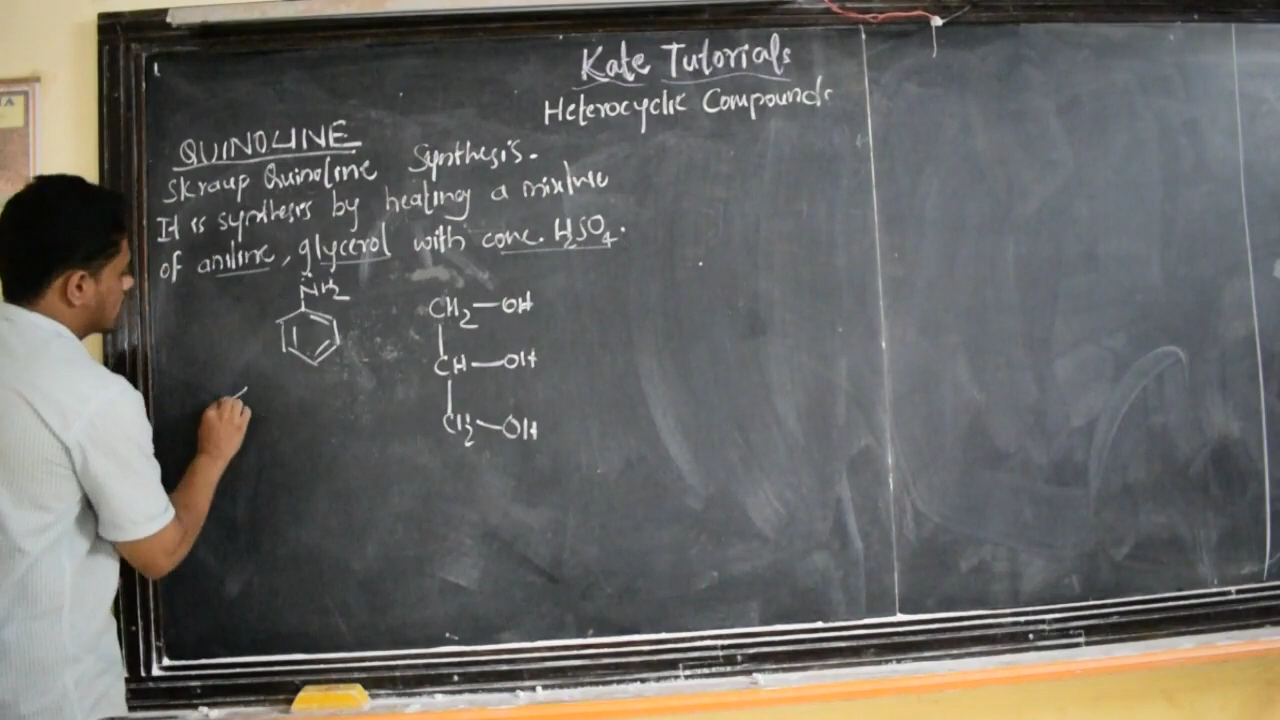 Kate Tutorials
Heterocyclic Compounds
QUINOLINE
Skraup Quinoline Synthesis.
It is synthesis by heating a mixture
of aniline, glycerol with conc. H₂SO₄.
NH₂
CH₂—OH
CH—OH
CH₂—OH